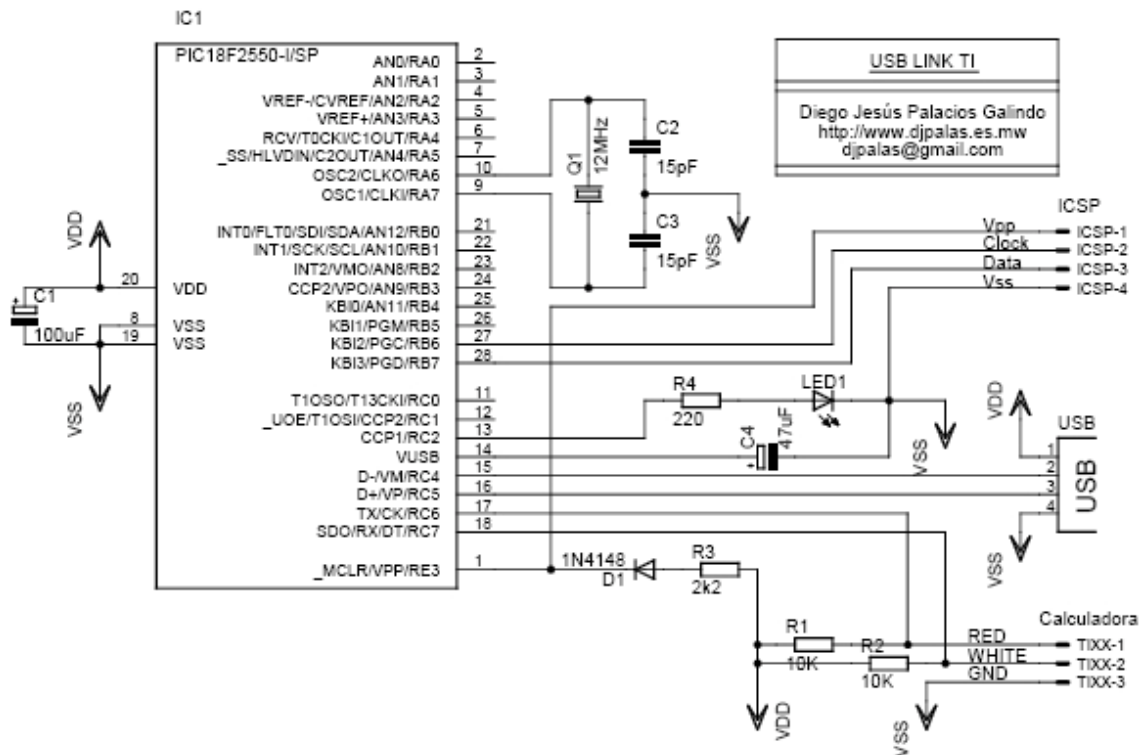 IC1
PIC18F2550-I/SP
AN0/RA0 2
AN1/RA1 3
VREF-/CVREF/AN2/RA2 4
VREF+/AN3/RA3 5
RCV/T0CKI/C1OUT/RA4 6
_SS/HLVDIN/C2OUT/AN4/RA5 7
OSC2/CLKO/RA6 10
OSC1/CLKI/RA7 9
INT0/FLT0/SDI/SDA/AN12/RB0 21
INT1/SCK/SCL/AN10/RB1 22
INT2/VMO/AN8/RB2 23
CCP2/VPO/AN9/RB3 24
KBI0/AN11/RB4 25
KBI1/PGM/RB5 26
KBI2/PGC/RB6 27
KBI3/PGD/RB7 28
T1OSO/T13CKI/RC0 11
_UOE/T1OSI/CCP2/RC1 12
CCP1/RC2 13
VUSB 14
D-/VM/RC4 15
D+/VP/RC5 16
TX/CK/RC6 17
SDO/RX/DT/RC7 18
_MCLR/VPP/RE3 1
20 VDD
8 VSS
19 VSS
VDD
C1
100uF
VSS
Q1
12MHz
C2
15pF
C3
15pF
VSS
USB LINK TI
Diego Jesús Palacios Galindo
http://www.djpalas.es.mw
djpalas@gmail.com
ICSP
Vpp ICSP-1
Clock ICSP-2
Data ICSP-3
Vss ICSP-4
R4
220
LED1
C4
47uF
VSS
VDD
USB
1
2
3
4
USB
VSS
1N4148
D1
R3
2k2
R1
10K
R2
10K
VDD
Calculadora
RED TIXX-1
WHITE TIXX-2
GND TIXX-3
VSS